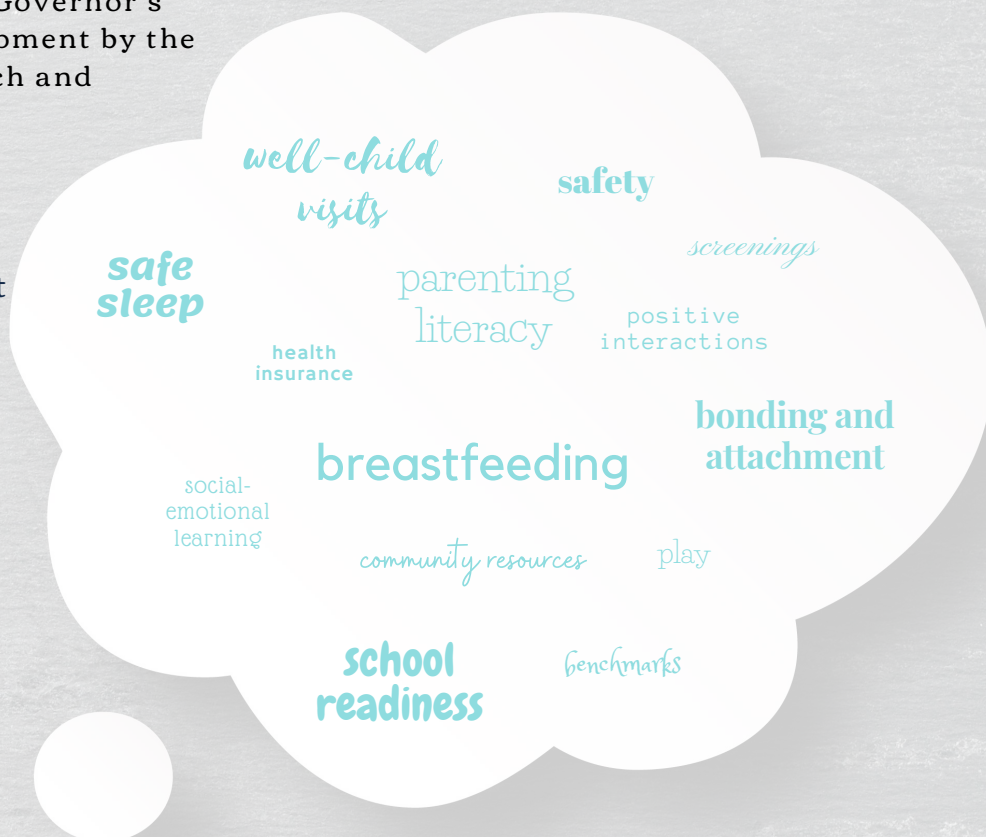 Governor's
pment by the
ch and
t
well-child
visits
safety
screenings
safe
sleep
parenting
literacy
positive
interactions
health
insurance
bonding and
attachment
breastfeeding
social-
emotional
learning
community resources
play
school
readiness
benchmarks